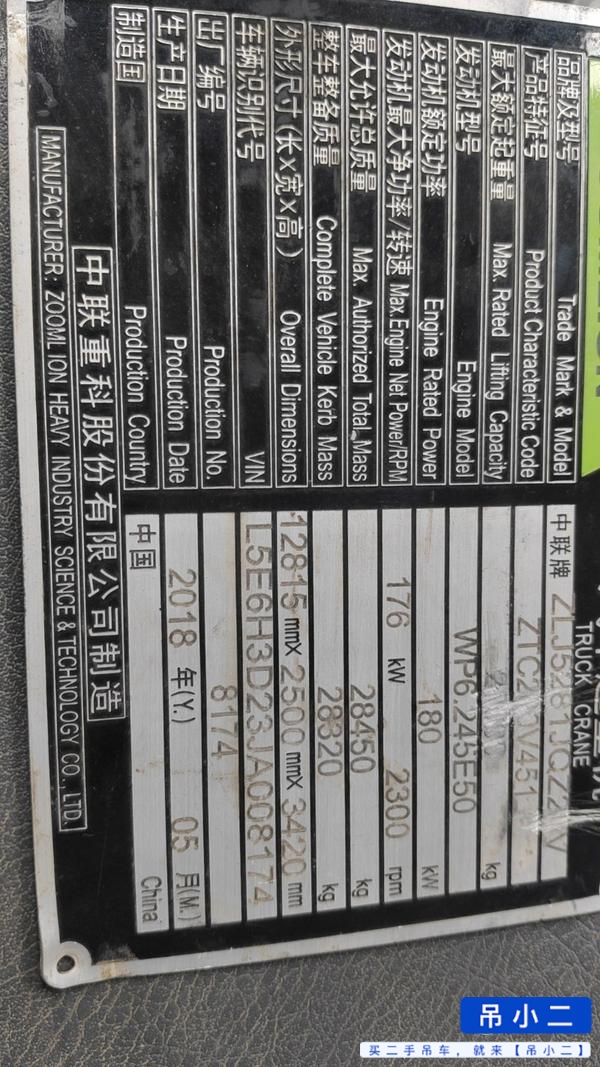 TRUCK CRANE
品牌及型号 Trade Mark & Model 中联牌
产品特征号 Product Characteristic Code
最大额定起重量 Max. Rated Lifting Capacity kg
发动机型号 Engine Model WP6.245E50
发动机额定功率 Engine Rated Power 180 kW
发动机最大净功率/转速 Max.Engine Net Power/RPM 176 kW 2300 rpm
最大允许总质量 Max. Authorized Total Mass 28450 kg
整车整备质量 Complete Vehicle Kerb Mass 28320 kg
外形尺寸(长X宽X高) Overall Dimensions 12815 mmX 2500 mmX 3420 mm
车辆识别代号 VIN L5E6H3D23JA008174
出厂编号 Production No. 8174
生产日期 Production Date 2018 年(Y.) 05 月(M.)
制造国 Production Country 中国 China
中联重科股份有限公司制造
MANUFACTURER: ZOOMLION HEAVY INDUSTRY SCIENCE & TECHNOLOGY CO., LTD.
吊小二
买二手吊车，就来【吊小二】